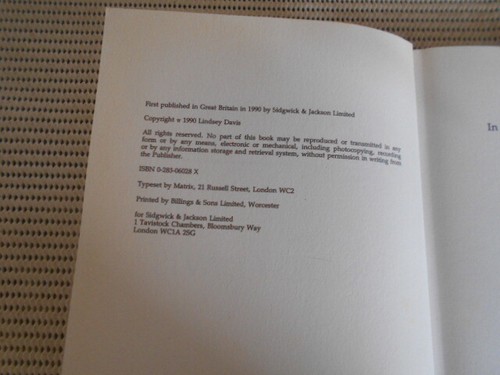 First published in Great Britain in 1990 by Sidgwick & Jackson Limited
Copyright © 1990 Lindsey Davis
All rights reserved. No part of this book may be reproduced or transmitted in any
form or by any means, electronic or mechanical, including photocopying, recording
or by any information storage and retrieval system, without permission in writing from
the Publisher.
ISBN 0-283-06028 X
Typeset by Matrix, 21 Russell Street, London WC2
Printed by Billings & Sons Limited, Worcester
for Sidgwick & Jackson Limited
1 Tavistock Chambers, Bloomsbury Way
London WC1A 2SG
In